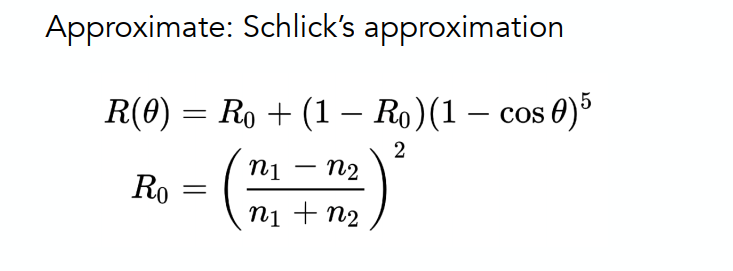 Approximate: Schlick’s approximation
R(θ) = R₀ + (1 − R₀)(1 − cos θ)⁵
R₀ = ((n₁ − n₂)/(n₁ + n₂))²